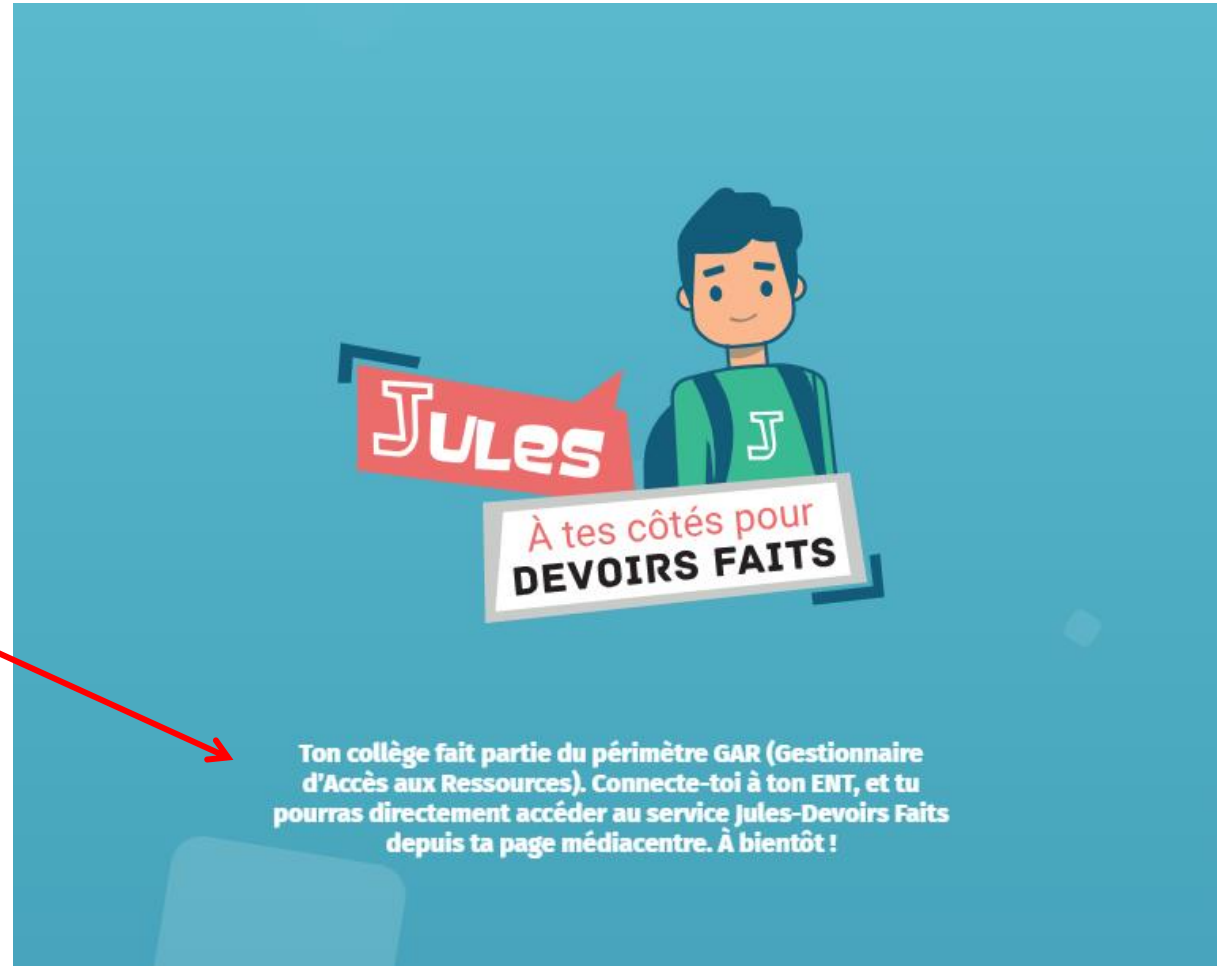 Jules
J
À tes côtés pour
DEVOIRS FAITS
Ton collège fait partie du périmètre GAR (Gestionnaire
d'Accès aux Ressources). Connecte-toi à ton ENT, et tu
pourras directement accéder au service Jules-Devoirs Faits
depuis ta page médiacentre. À bientôt !